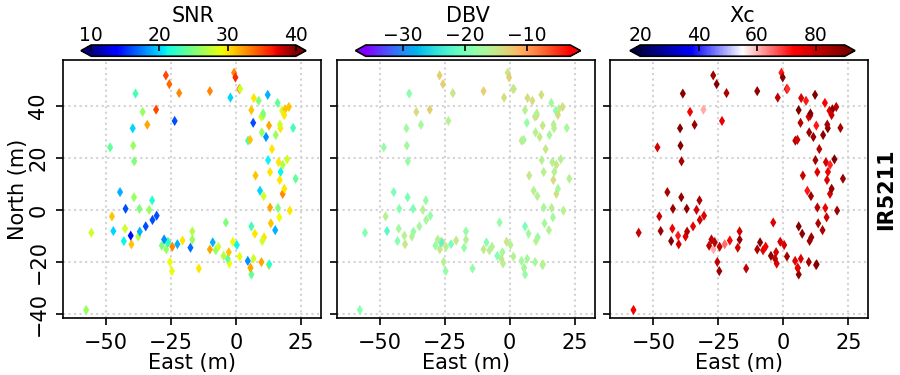 SNR DBV Xc
10 20 30 40 −30 −20 −10 20 40 60 80
40
20
0
−20
−40
North (m)
IR5211
−50 −25 0 25 −50 −25 0 25 −50 −25 0 25
East (m) East (m) East (m)